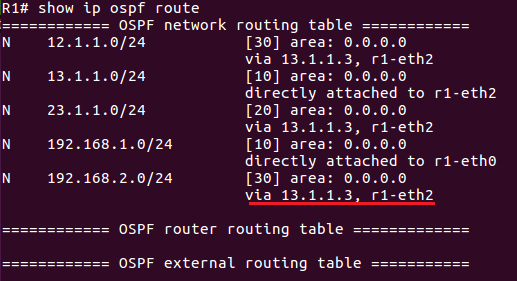 R1# show ip ospf route
============ OSPF network routing table ============
N    12.1.1.0/24           [30] area: 0.0.0.0
                           via 13.1.1.3, r1-eth2
N    13.1.1.0/24           [10] area: 0.0.0.0
                           directly attached to r1-eth2
N    23.1.1.0/24           [20] area: 0.0.0.0
                           via 13.1.1.3, r1-eth2
N    192.168.1.0/24        [10] area: 0.0.0.0
                           directly attached to r1-eth0
N    192.168.2.0/24        [30] area: 0.0.0.0
                           via 13.1.1.3, r1-eth2
============ OSPF router routing table =============
============ OSPF external routing table ===========